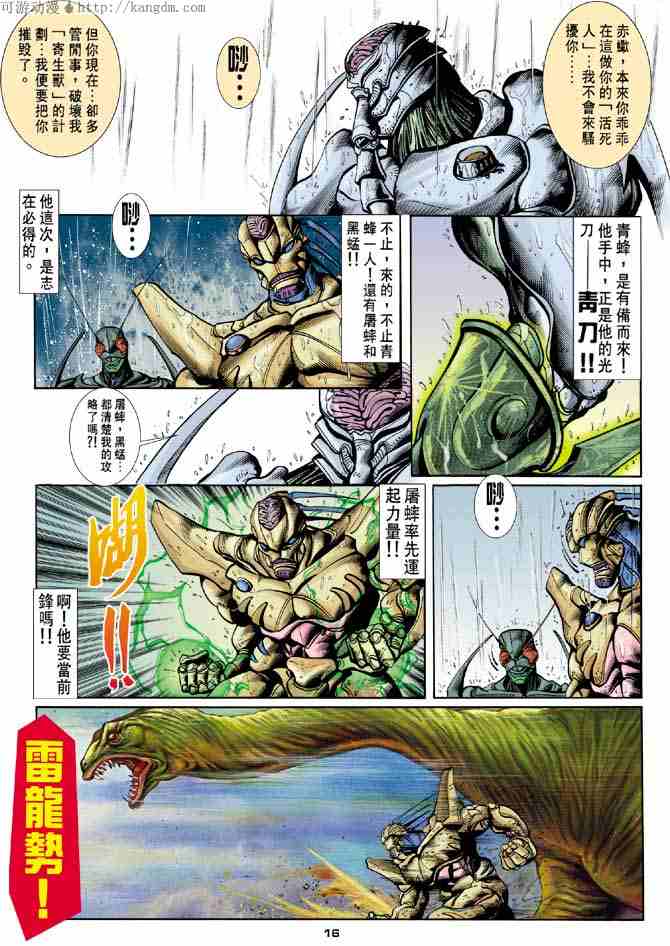 可游动漫 http://kangdm.com
赤蠍，本來你乖乖
在這做你的「活死
人」…我不會來騷
擾你……
但你現在…卻多
管閒事，破壞我
「寄生獸」的計
劃…我便要把你
摧毀了。
吵…
青蜂，是有備而來！
他手中，正是他的光
刀──青刀!!
不止，來的，不止青
蜂一人！還有屠蜂和
黑蜢!!
吵…
他這次，是志
在必得的。
屠蜂，黑蜢…
都清楚我的攻
略了嗎?!
吵…
屠蜂率先運
起力量!!
嘲!!
啊！他要當前
鋒嗎!!
雷龍勢！
16